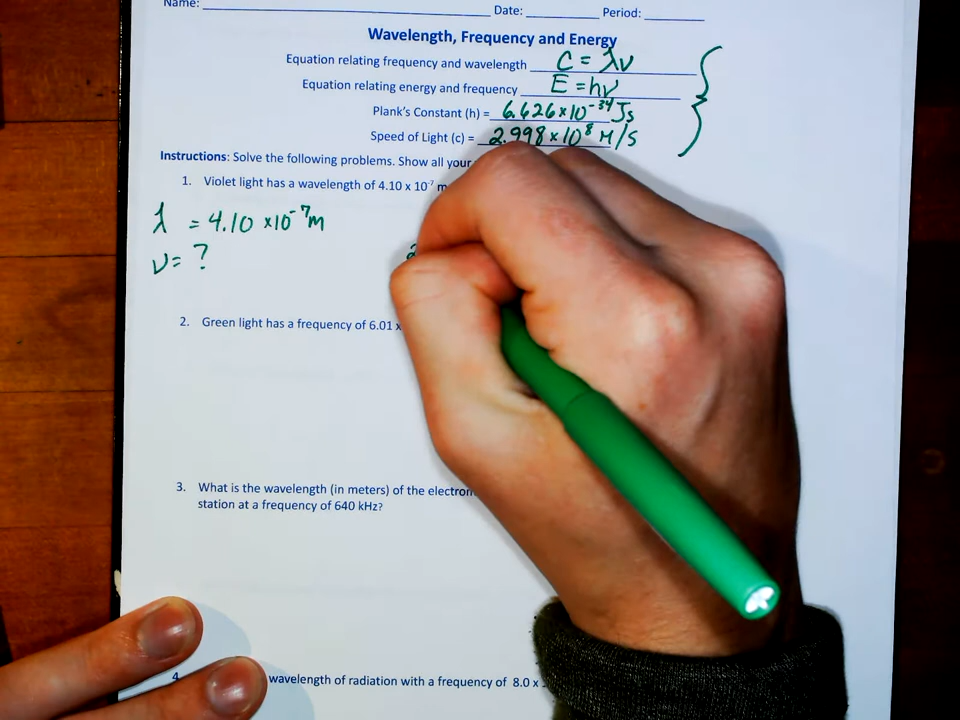 Name: Date: Period:
Wavelength, Frequency and Energy
Equation relating frequency and wavelength C = λν
Equation relating energy and frequency E = hν
Plank's Constant (h) = 6.626 x 10⁻³⁴ Js
Speed of Light (c) = 2.998 x 10⁸ M/S
Instructions: Solve the following problems. Show all your
1. Violet light has a wavelength of 4.10 x 10⁻⁷ m
λ = 4.10 x10⁻⁷m
ν = ?
2. Green light has a frequency of 6.01 x
3. What is the wavelength (in meters) of the
station at a frequency of 640 kHz?
4 wavelength of radiation with a frequency of 8.0 x